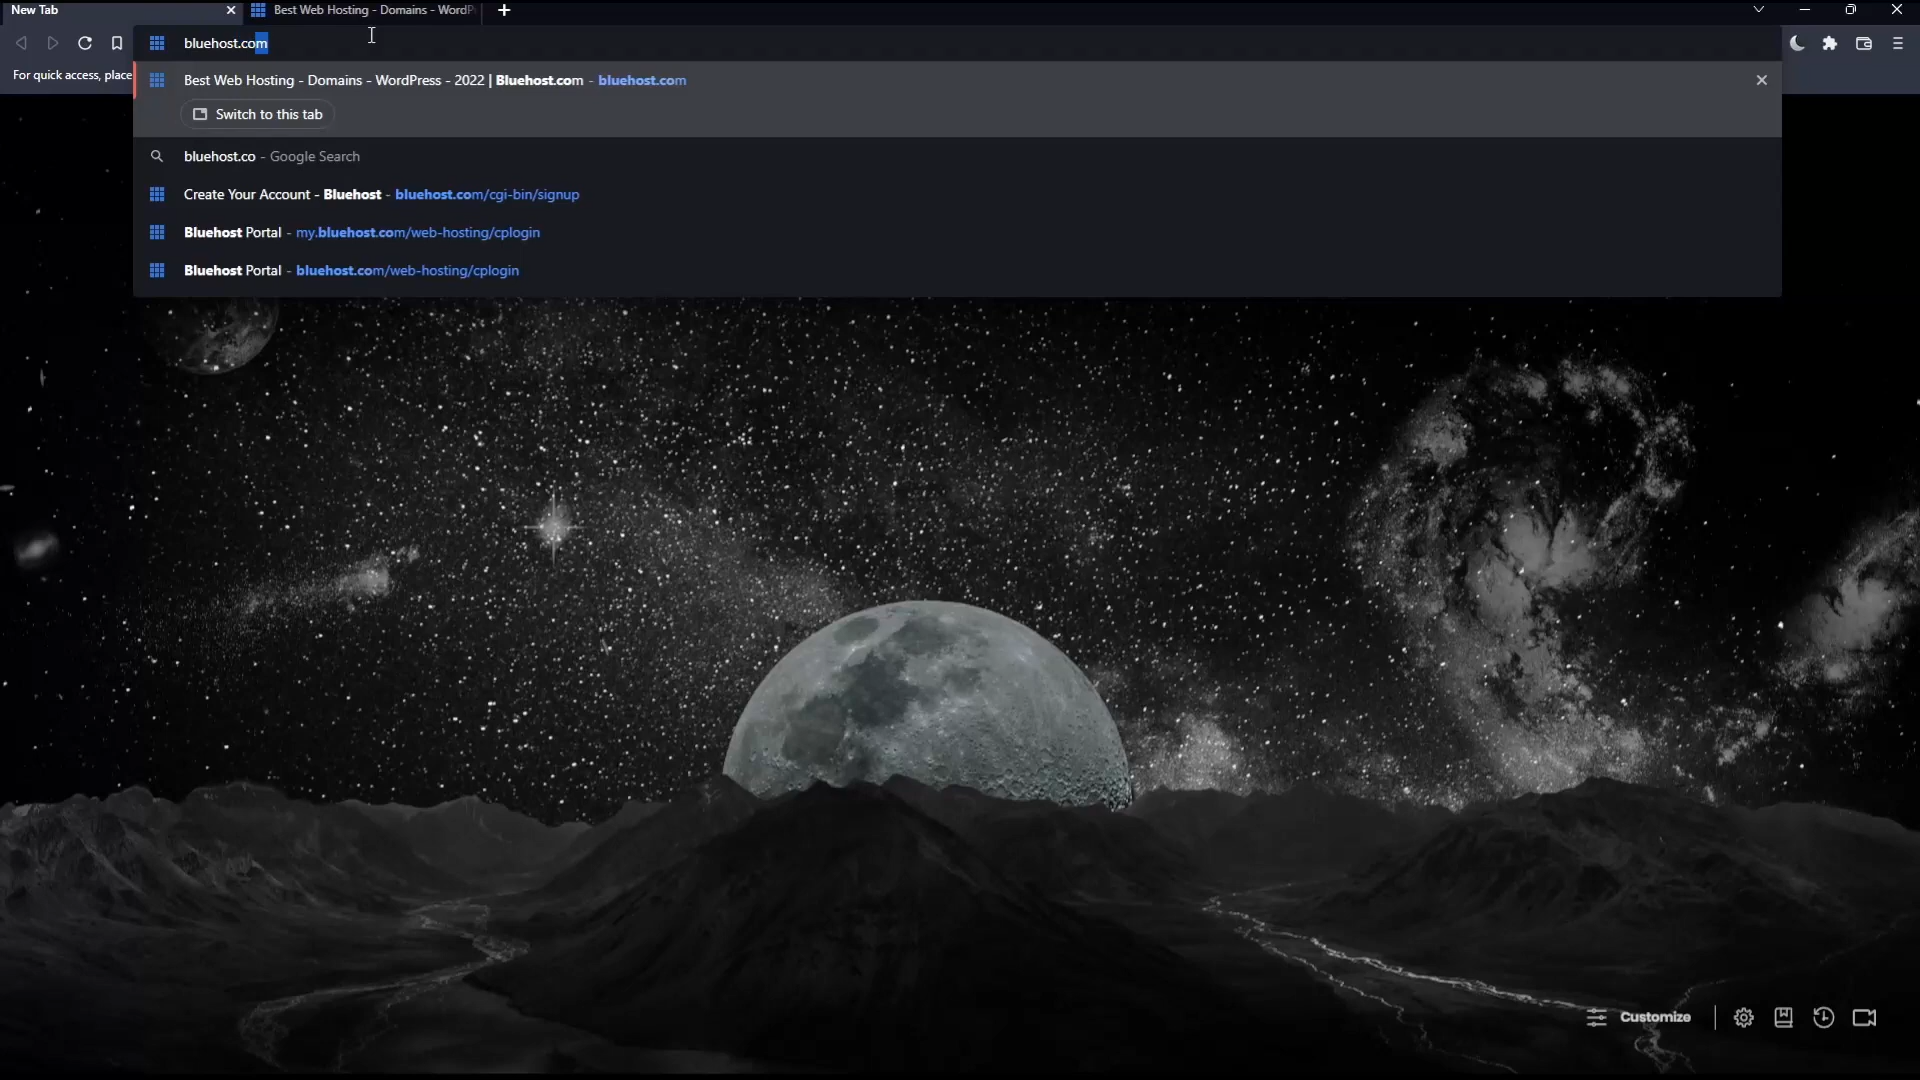 New Tab
Best Web Hosting - Domains - WordP
bluehost.com
For quick access, place
Best Web Hosting - Domains - WordPress - 2022 | Bluehost.com - bluehost.com
Switch to this tab
bluehost.co - Google Search
Create Your Account - Bluehost - bluehost.com/cgi-bin/signup
Bluehost Portal - my.bluehost.com/web-hosting/cplogin
Bluehost Portal - bluehost.com/web-hosting/cplogin
Customize